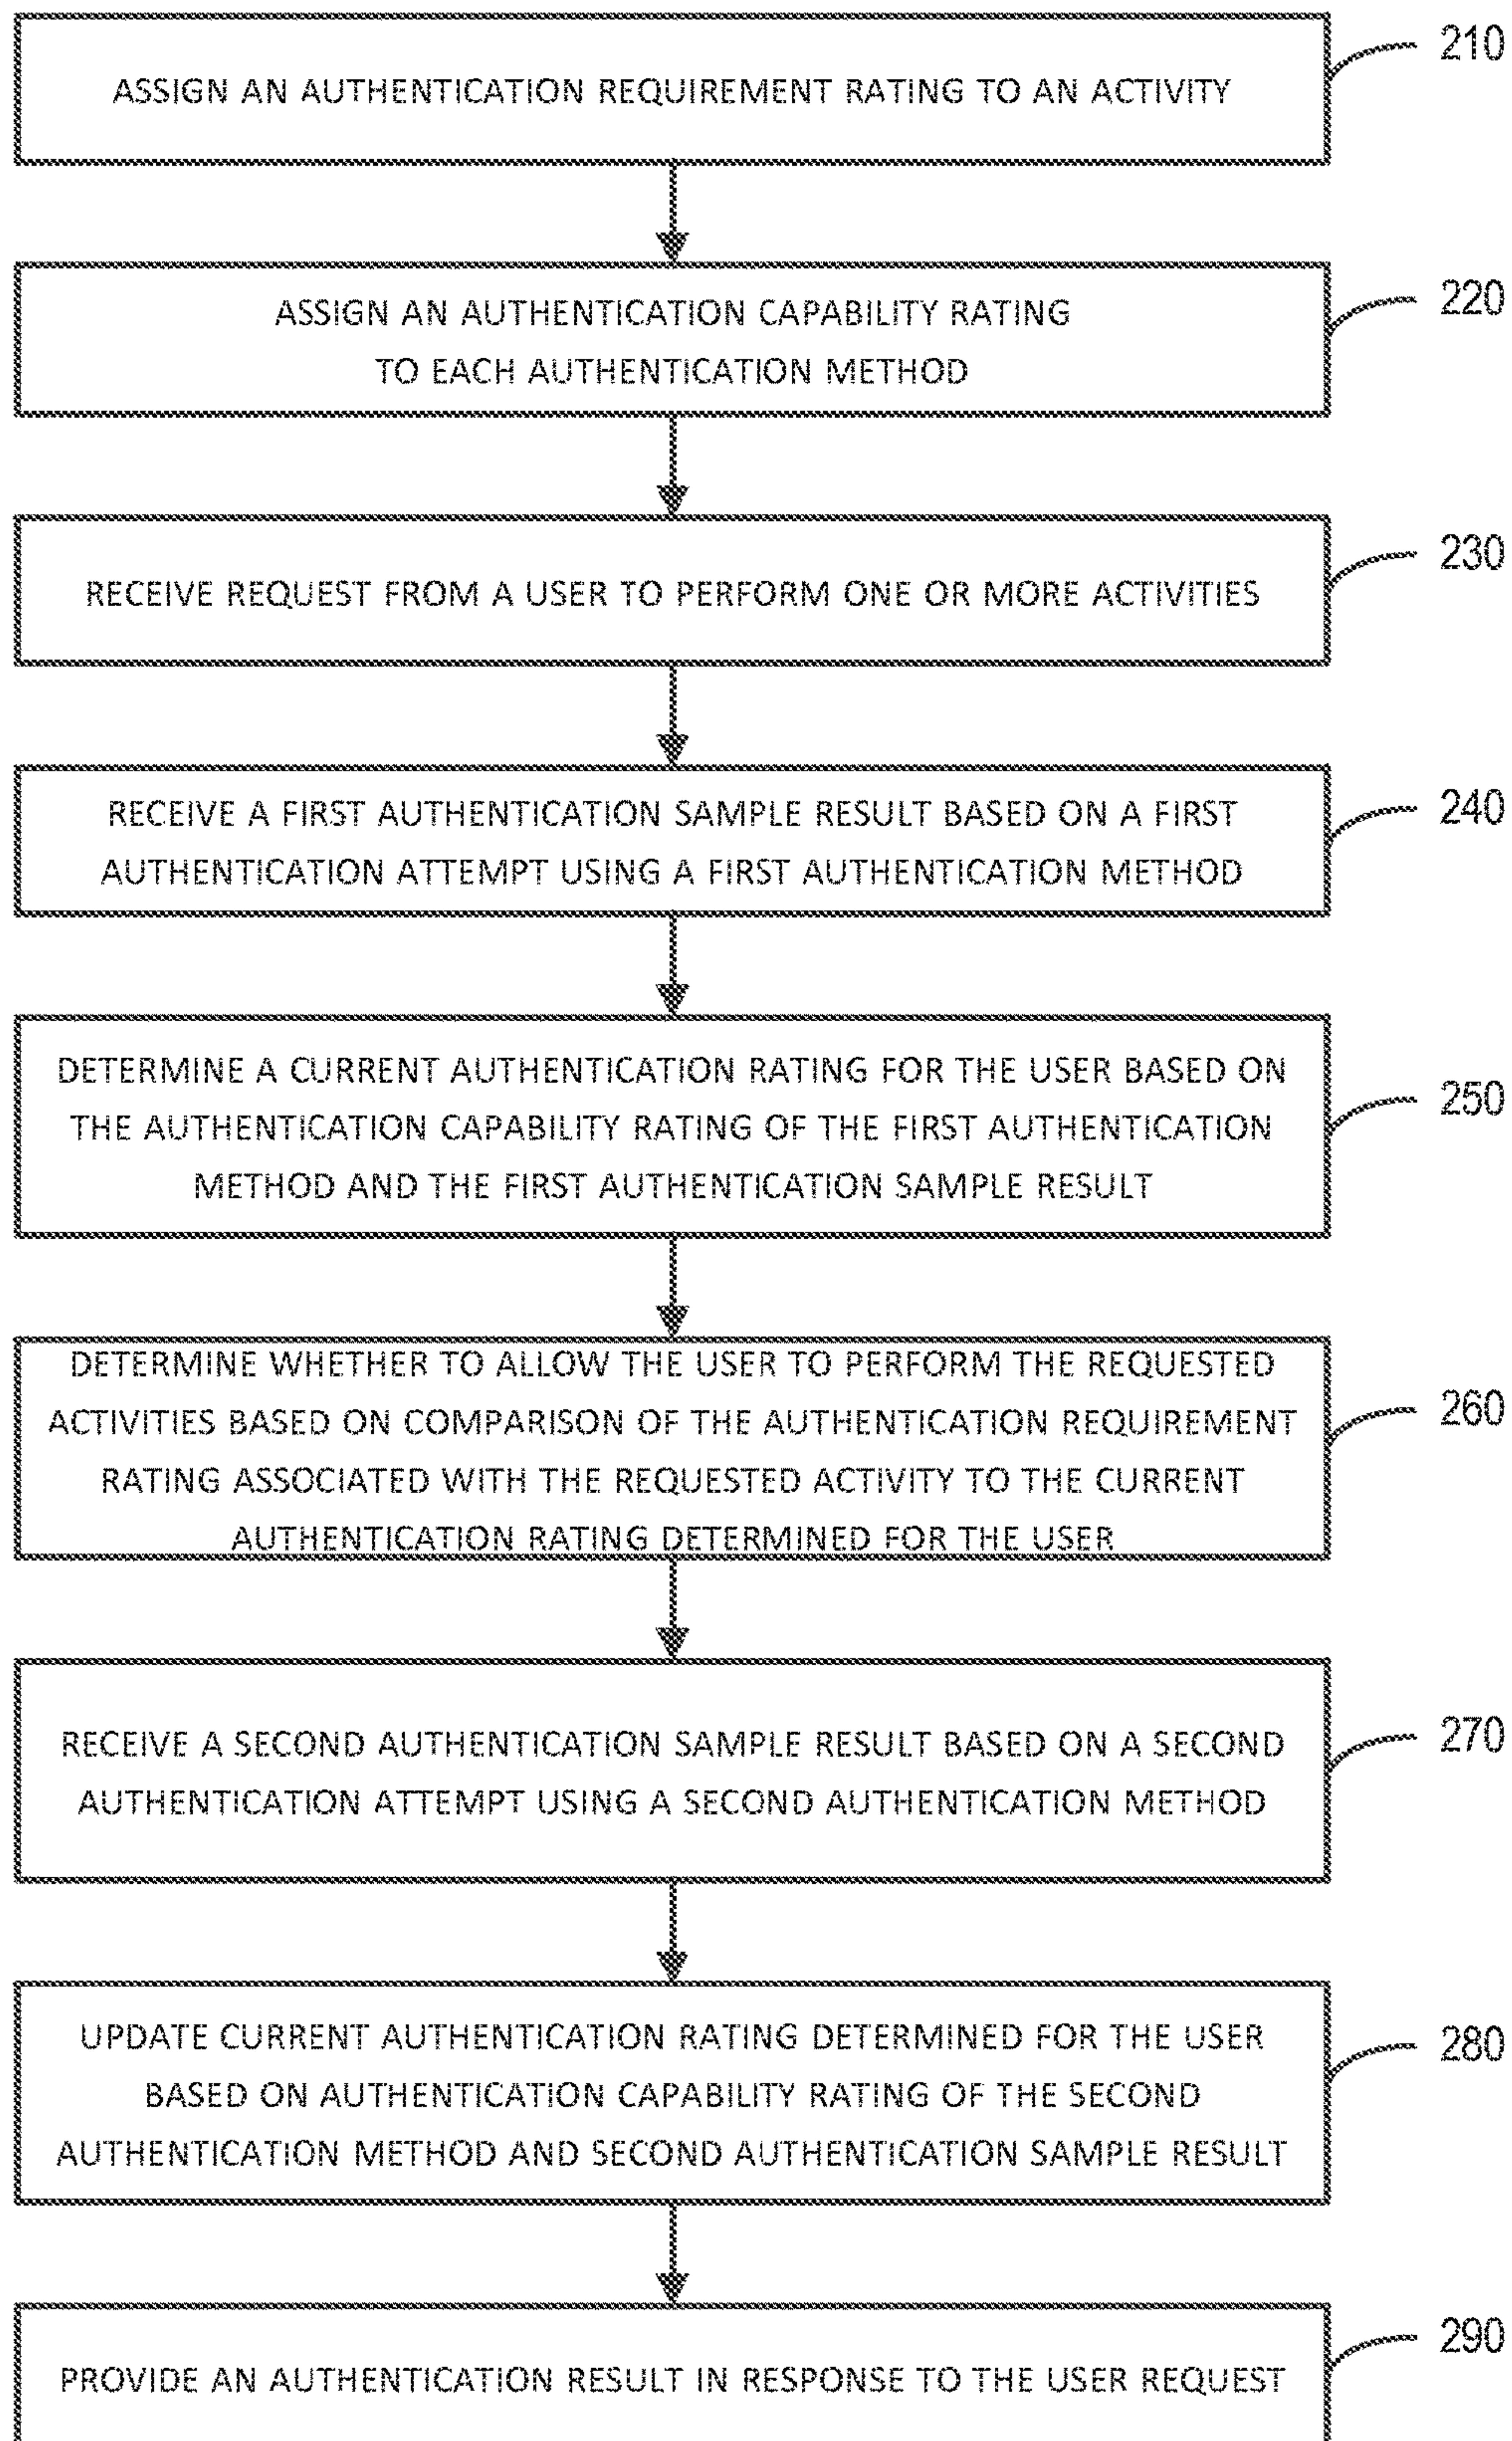 210
ASSIGN AN AUTHENTICATION REQUIREMENT RATING TO AN ACTIVITY
220
ASSIGN AN AUTHENTICATION CAPABILITY RATING
TO EACH AUTHENTICATION METHOD
230
RECEIVE REQUEST FROM A USER TO PERFORM ONE OR MORE ACTIVITIES
240
RECEIVE A FIRST AUTHENTICATION SAMPLE RESULT BASED ON A FIRST
AUTHENTICATION ATTEMPT USING A FIRST AUTHENTICATION METHOD
250
DETERMINE A CURRENT AUTHENTICATION RATING FOR THE USER BASED ON
THE AUTHENTICATION CAPABILITY RATING OF THE FIRST AUTHENTICATION
METHOD AND THE FIRST AUTHENTICATION SAMPLE RESULT
260
DETERMINE WHETHER TO ALLOW THE USER TO PERFORM THE REQUESTED
ACTIVITIES BASED ON COMPARISON OF THE AUTHENTICATION REQUIREMENT
RATING ASSOCIATED WITH THE REQUESTED ACTIVITY TO THE CURRENT
AUTHENTICATION RATING DETERMINED FOR THE USER
270
RECEIVE A SECOND AUTHENTICATION SAMPLE RESULT BASED ON A SECOND
AUTHENTICATION ATTEMPT USING A SECOND AUTHENTICATION METHOD
280
UPDATE CURRENT AUTHENTICATION RATING DETERMINED FOR THE USER
BASED ON AUTHENTICATION CAPABILITY RATING OF THE SECOND
AUTHENTICATION METHOD AND SECOND AUTHENTICATION SAMPLE RESULT
290
PROVIDE AN AUTHENTICATION RESULT IN RESPONSE TO THE USER REQUEST